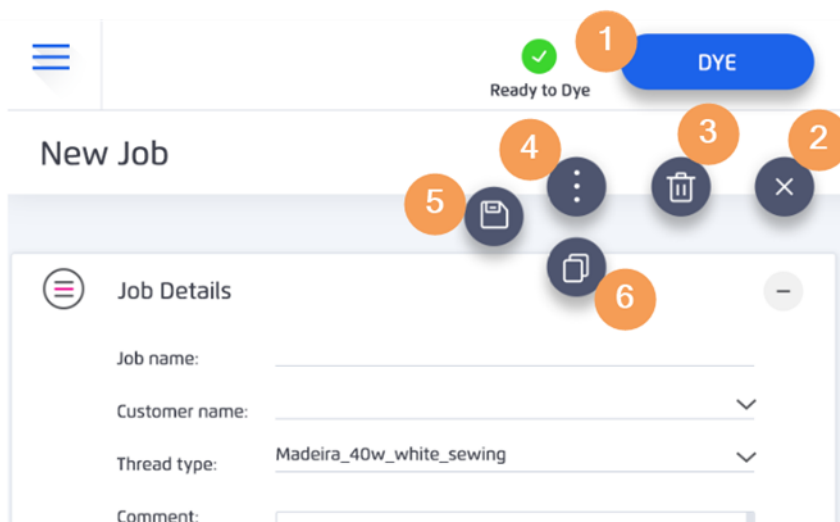 1
DYE
Ready to Dye
New Job
4
3
2
5
6
Job Details
Job name:
Customer name:
Thread type: Madeira_40w_white_sewing
Comment: